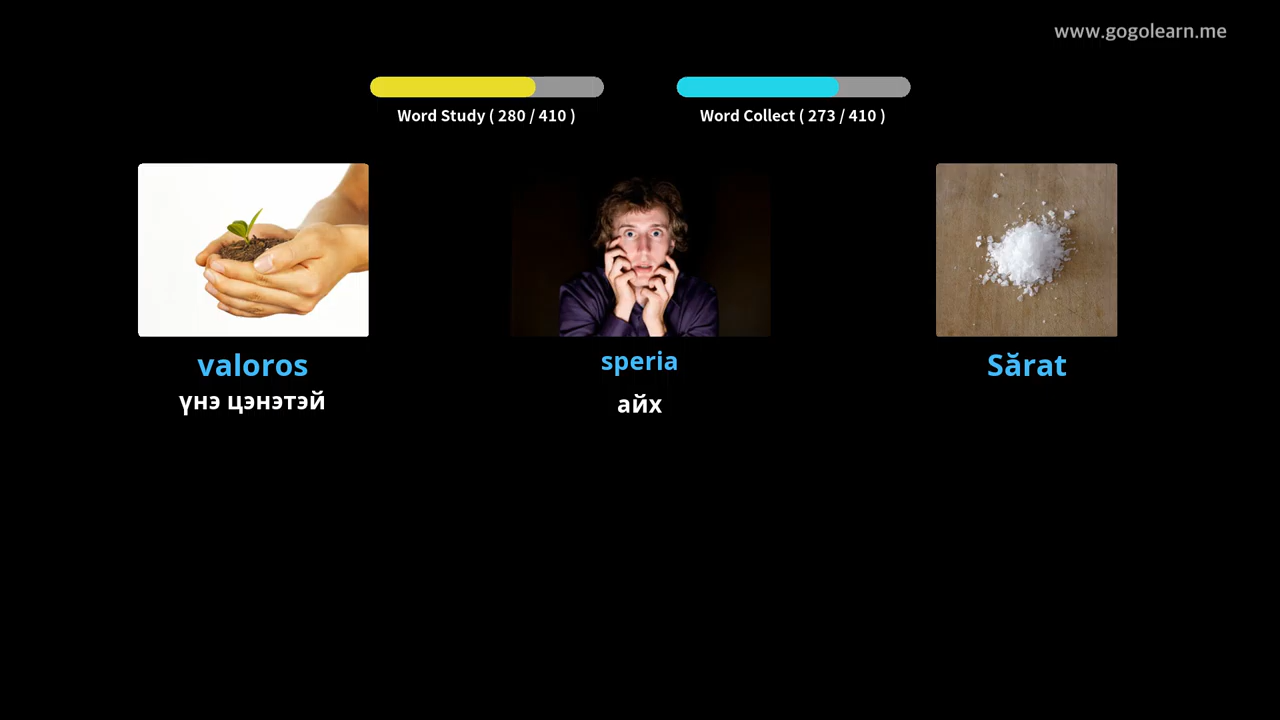 www.gogolearn.me
Word Study ( 280 / 410 )
Word Collect ( 273 / 410 )
valoros
үнэ цэнэтэй
speria
айх
Sărat